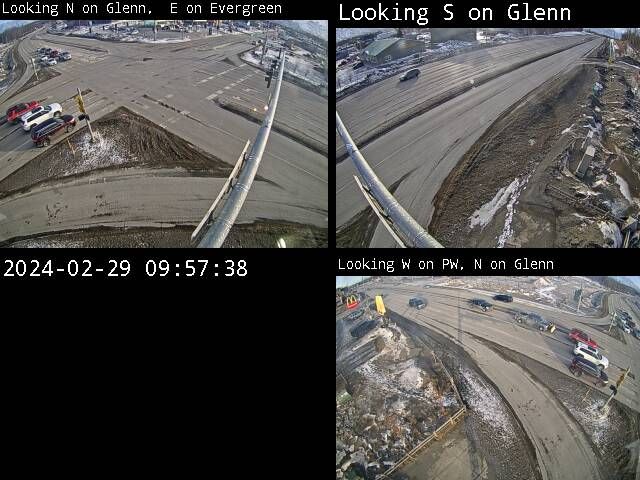 Looking N on Glenn,  E on Evergreen
Looking S on Glenn
2024-02-29 09:57:38
Looking W on PW, N on Glenn